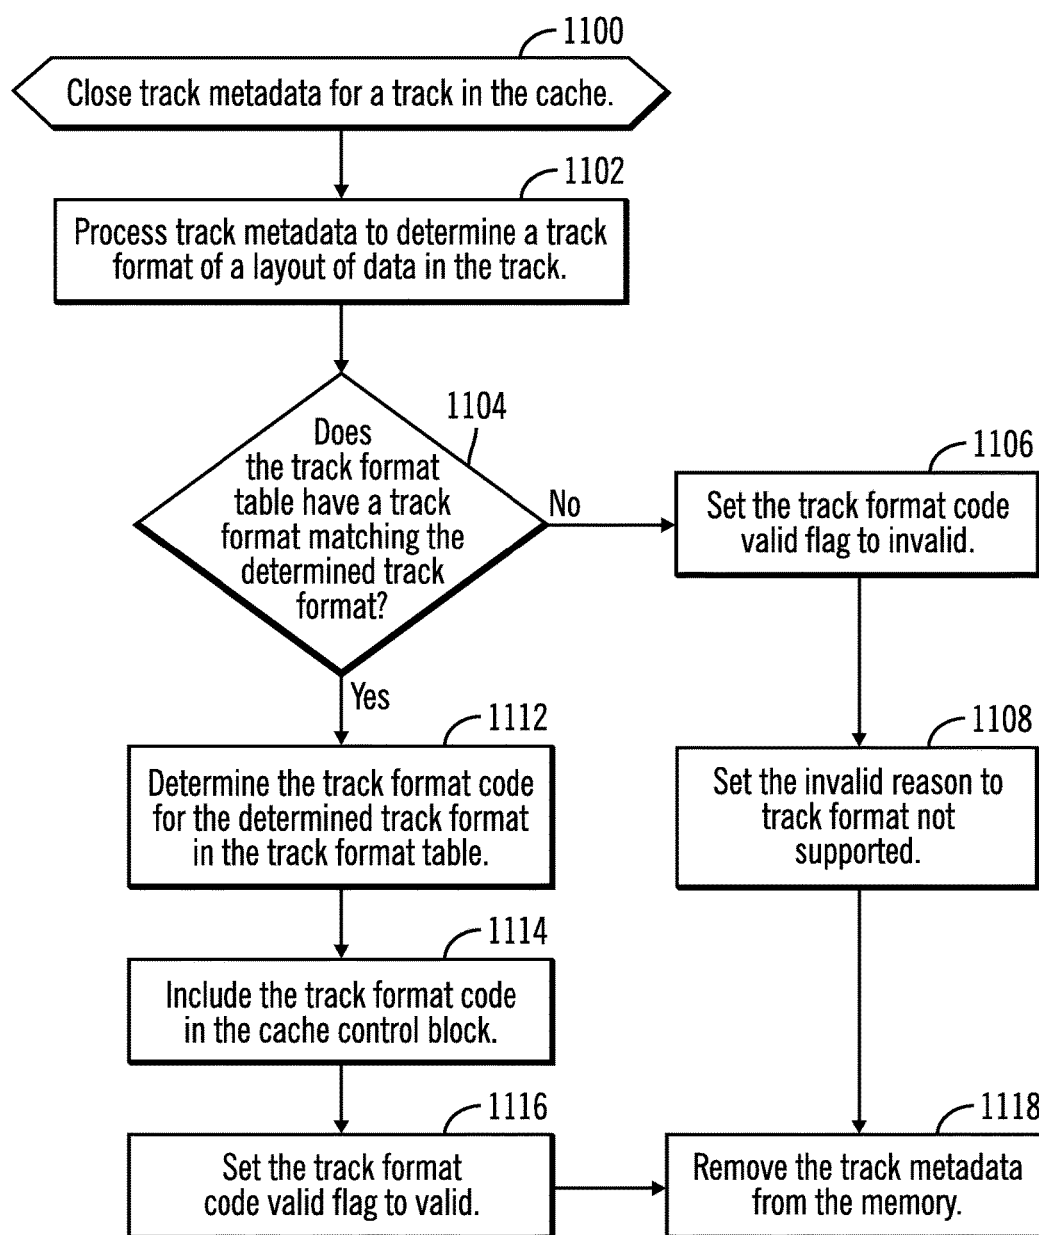 1100
Close track metadata for a track in the cache.
1102
Process track metadata to determine a track
format of a layout of data in the track.
1104
Does
the track format
table have a track
format matching the
determined track
format?
No
1106
Set the track format code
valid flag to invalid.
Yes
1112
Determine the track format code
for the determined track format
in the track format table.
1108
Set the invalid reason to
track format not
supported.
1114
Include the track format code
in the cache control block.
1116
Set the track format
code valid flag to valid.
1118
Remove the track metadata
from the memory.